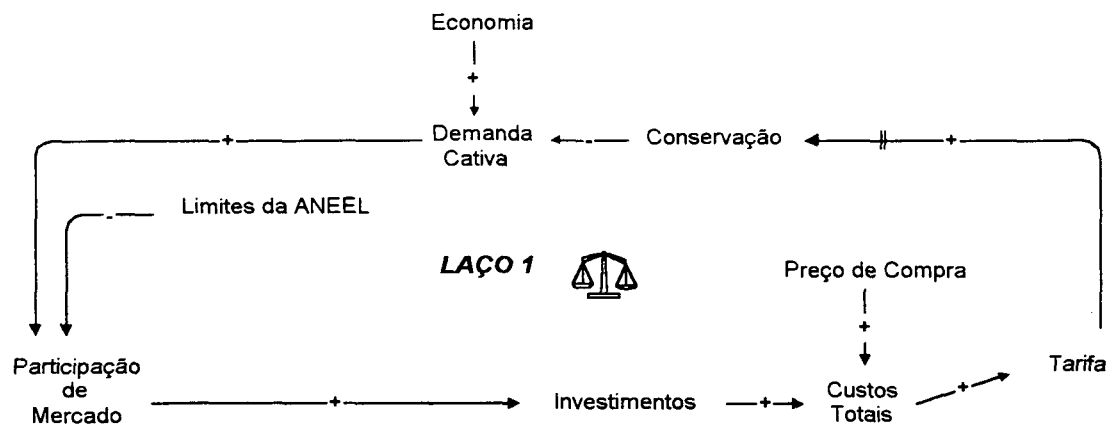 Economia
+
+
Demanda
Cativa
-
Conservação
+
Limites da ANEEL
-
LAÇO 1
Preço de Compra
+
Participação
de
Mercado
+
Investimentos
+
Custos
Totais
+
Tarifa